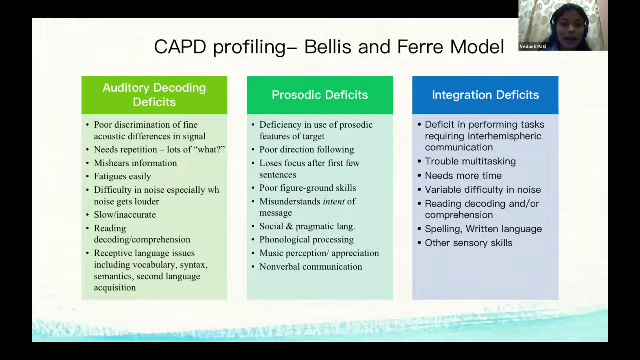 CAPD profiling– Bellis and Ferre Model
Vedanti Patil
Auditory Decoding
Deficits
• Poor discrimination of fine
acoustic differences in signal
• Needs repetition – lots of “what?”
• Mishears information
• Fatigues easily
• Difficulty in noise especially wh
noise gets louder
• Slow/inaccurate
• Reading
decoding/comprehension
• Receptive language issues
including vocabulary, syntax,
semantics, second language
acquisition
Prosodic Deficits
• Deficiency in use of prosodic
features of target
• Poor direction following
• Loses focus after first few
sentences
• Poor figure-ground skills
• Misunderstands intent of
message
• Social & pragmatic lang.
• Phonological processing
• Music perception/ appreciation
• Nonverbal communication
Integration Deficits
• Deficit in performing tasks
requiring interhemispheric
communication
• Trouble multitasking
• Needs more time
• Variable difficulty in noise
• Reading decoding and/or
comprehension
• Spelling, Written language
• Other sensory skills